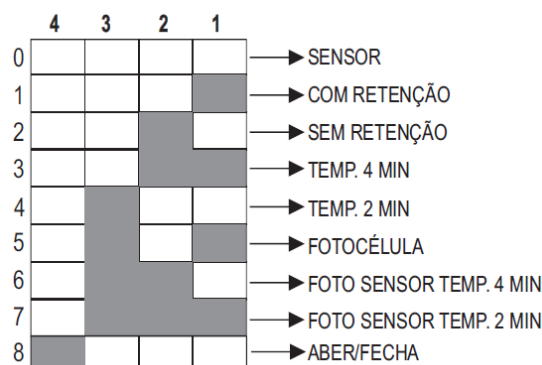 4 3 2 1
0 SENSOR
1 COM RETENÇÃO
2 SEM RETENÇÃO
3 TEMP. 4 MIN
4 TEMP. 2 MIN
5 FOTOCÉLULA
6 FOTO SENSOR TEMP. 4 MIN
7 FOTO SENSOR TEMP. 2 MIN
8 ABER/FECHA